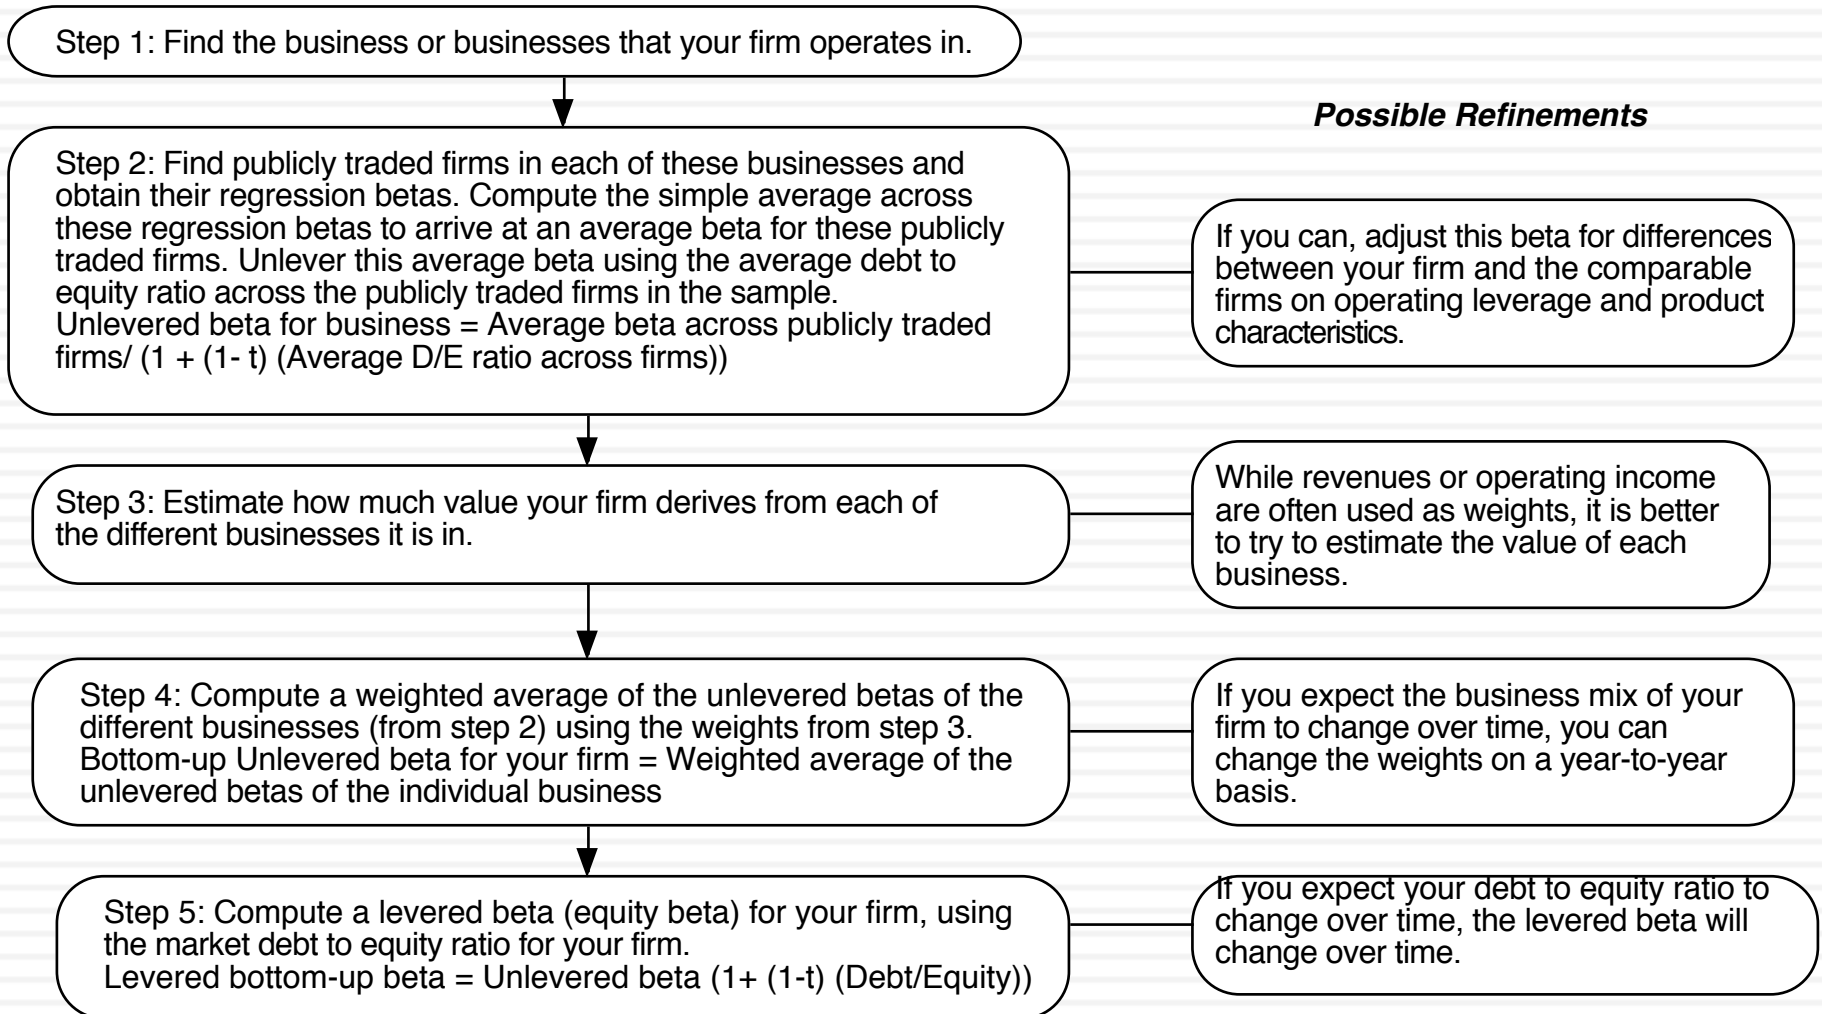 Step 1: Find the business or businesses that your firm operates in.
Possible Refinements
Step 2: Find publicly traded firms in each of these businesses and
obtain their regression betas. Compute the simple average across
these regression betas to arrive at an average beta for these publicly
traded firms. Unlever this average beta using the average debt to
equity ratio across the publicly traded firms in the sample.
Unlevered beta for business = Average beta across publicly traded
firms/ (1 + (1- t) (Average D/E ratio across firms))
If you can, adjust this beta for differences
between your firm and the comparable
firms on operating leverage and product
characteristics.
Step 3: Estimate how much value your firm derives from each of
the different businesses it is in.
While revenues or operating income
are often used as weights, it is better
to try to estimate the value of each
business.
Step 4: Compute a weighted average of the unlevered betas of the
different businesses (from step 2) using the weights from step 3.
Bottom-up Unlevered beta for your firm = Weighted average of the
unlevered betas of the individual business
If you expect the business mix of your
firm to change over time, you can
change the weights on a year-to-year
basis.
Step 5: Compute a levered beta (equity beta) for your firm, using
the market debt to equity ratio for your firm.
Levered bottom-up beta = Unlevered beta (1+ (1-t) (Debt/Equity))
If you expect your debt to equity ratio to
change over time, the levered beta will
change over time.